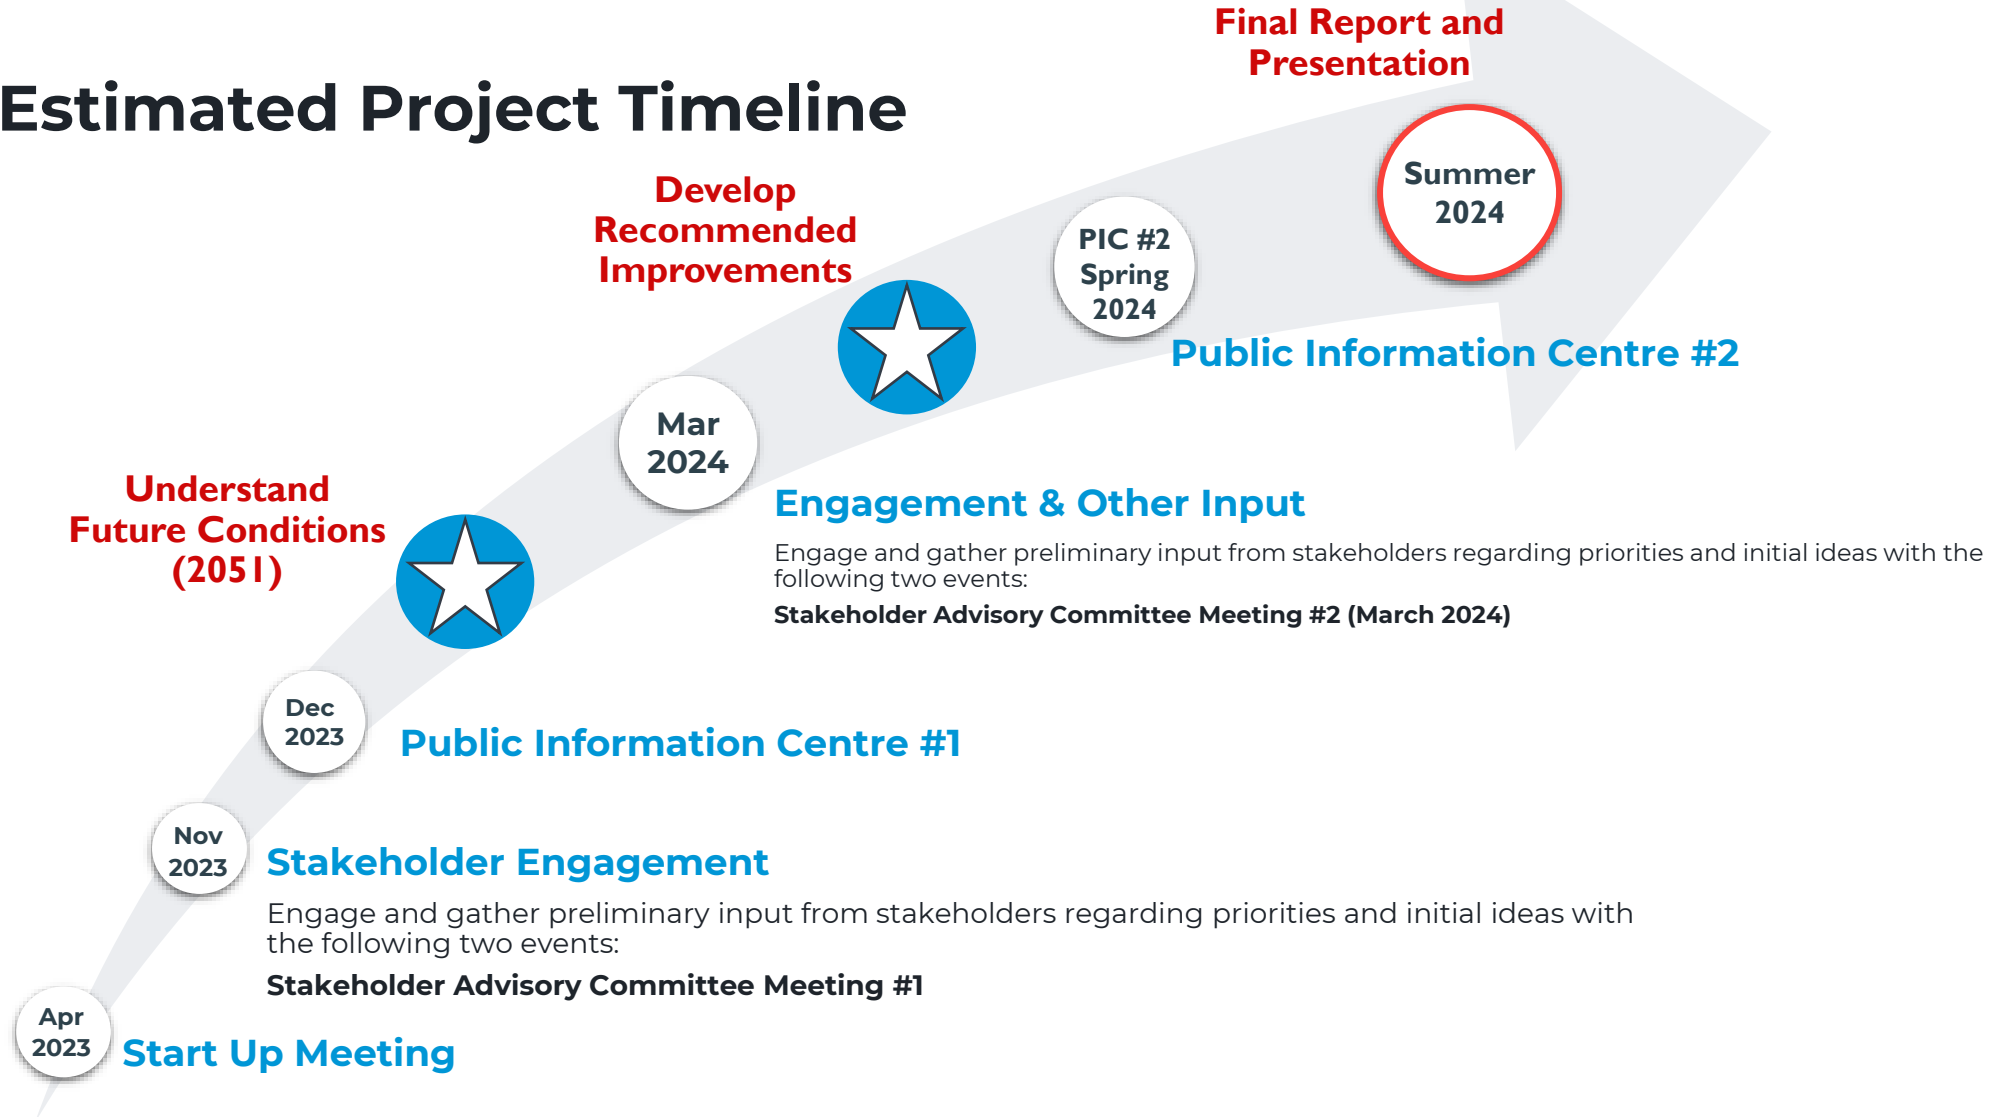 Final Report and
Presentation
Estimated Project Timeline
Summer
2024
Develop
Recommended
Improvements
PIC #2
Spring
2024
Public Information Centre #2
Mar
2024
Engagement & Other Input
Engage and gather preliminary input from stakeholders regarding priorities and initial ideas with the
following two events:
Stakeholder Advisory Committee Meeting #2 (March 2024)
Understand
Future Conditions
(2051)
Dec
2023
Public Information Centre #1
Nov
2023
Stakeholder Engagement
Engage and gather preliminary input from stakeholders regarding priorities and initial ideas with
the following two events:
Stakeholder Advisory Committee Meeting #1
Apr
2023
Start Up Meeting